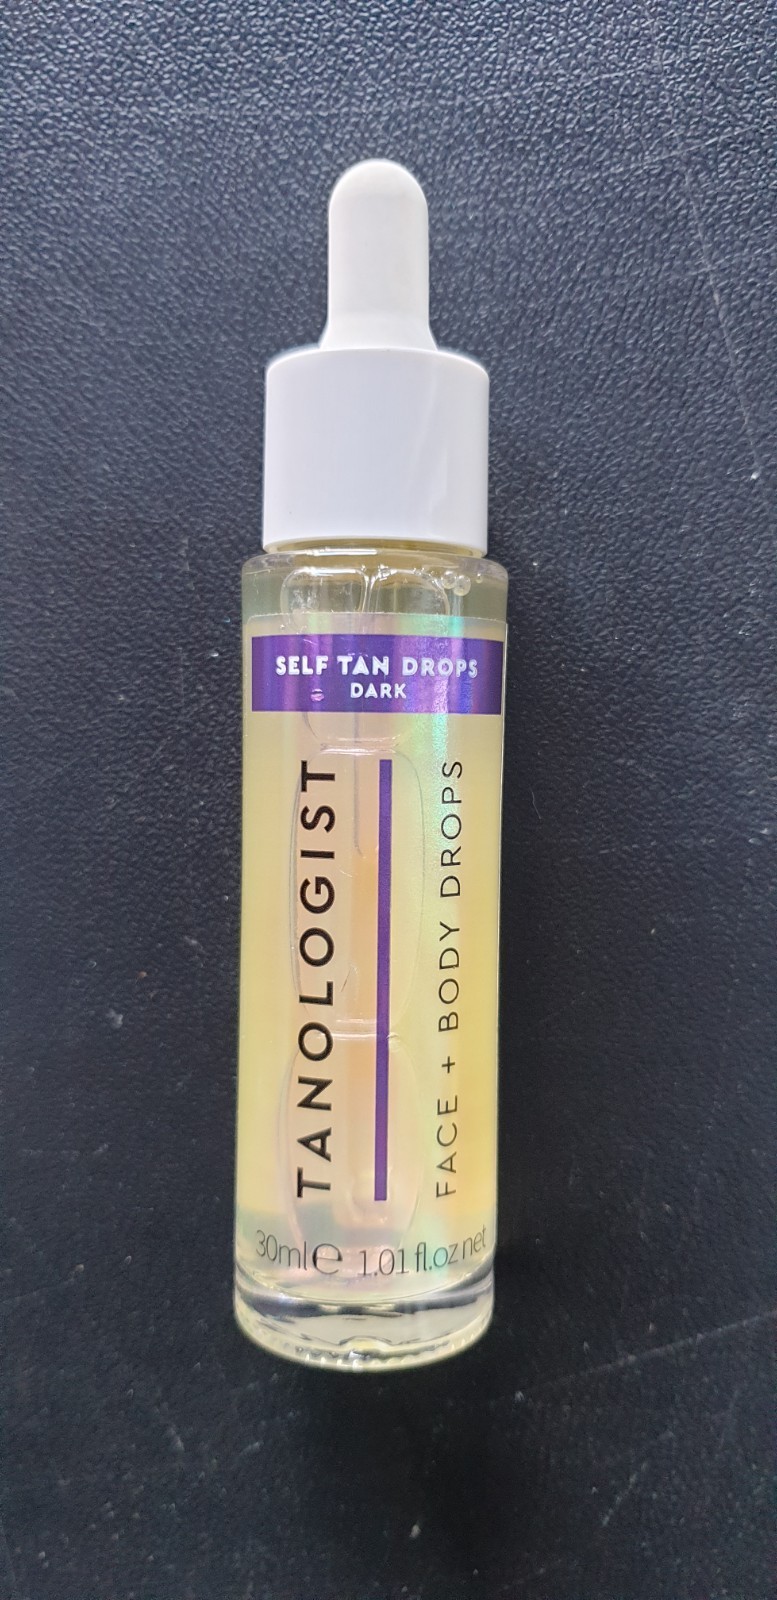 SELF TAN DROPS
DARK
TANOLOGIST
FACE + BODY DROPS
30ml℮ 1.01 fl.oz net